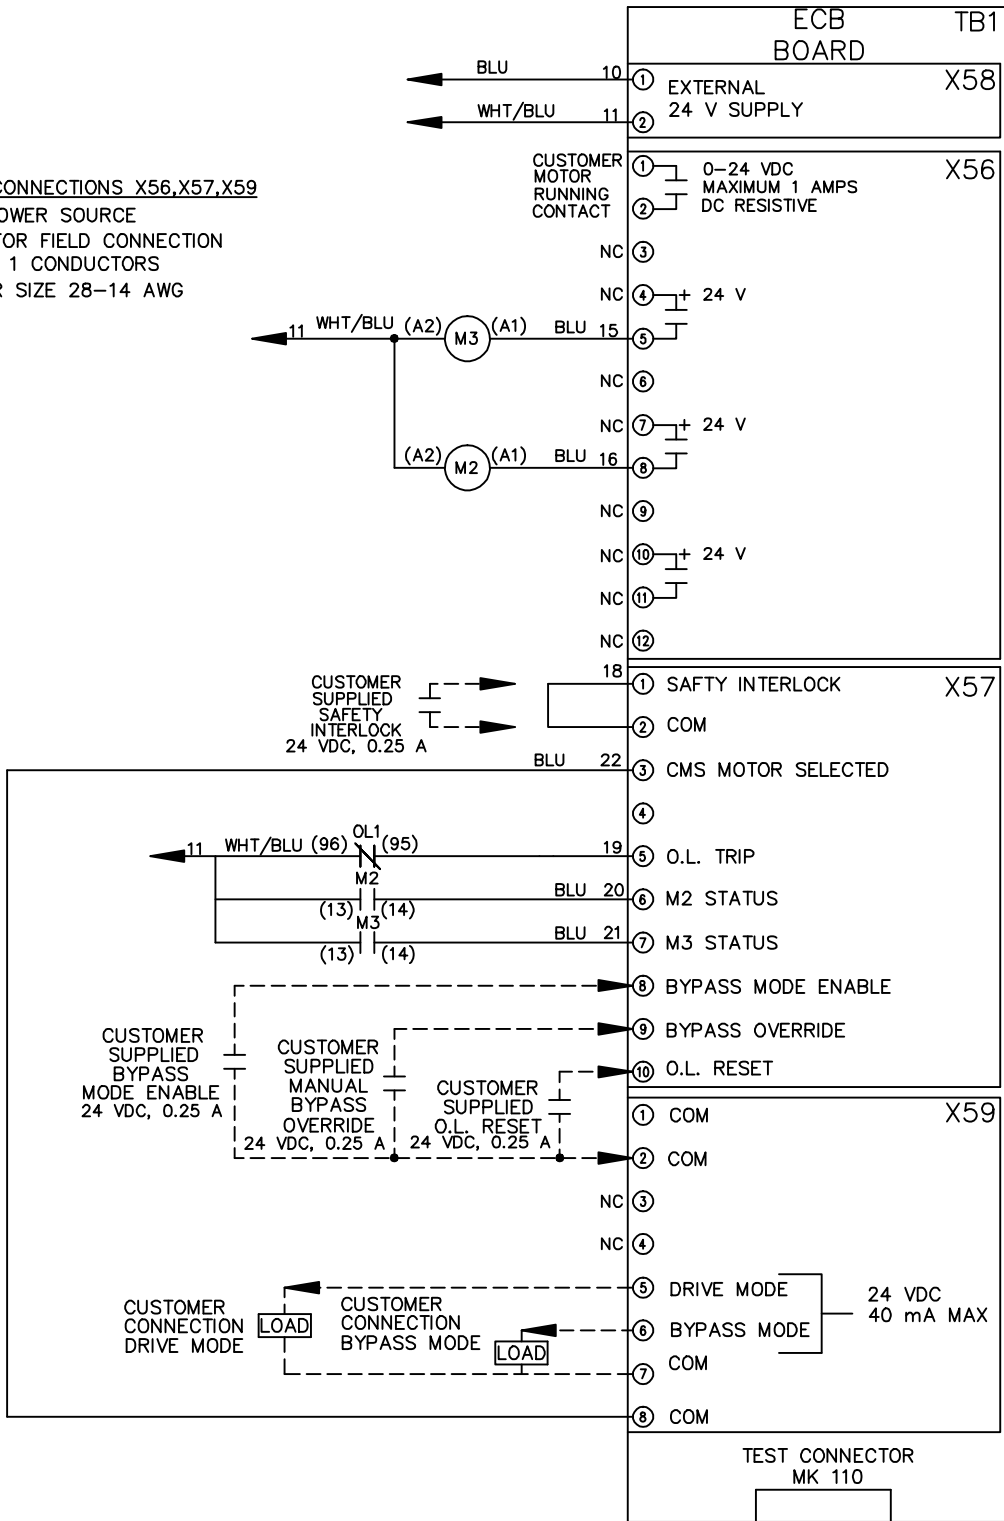 ECB BOARD
TB1
BLU 10 1 EXTERNAL 24 V SUPPLY X58
WHT/BLU 11 2
CONNECTIONS X56,X57,X59
OWER SOURCE
TOR FIELD CONNECTION
1 CONDUCTORS
R SIZE 28-14 AWG
CUSTOMER
MOTOR
RUNNING
CONTACT
1 0-24 VDC X56
MAXIMUM 1 AMPS
2 DC RESISTIVE
NC 3
NC 4 + 24 V
11 WHT/BLU (A2) M3 (A1) BLU 15 5
NC 6
NC 7 + 24 V
(A2) M2 (A1) BLU 16 8
NC 9
NC 10 + 24 V
NC 11
NC 12
CUSTOMER
SUPPLIED
SAFETY
INTERLOCK
24 VDC, 0.25 A
18 1 SAFTY INTERLOCK X57
2 COM
BLU 22 3 CMS MOTOR SELECTED
4
11 WHT/BLU (96) OL1 (95) 19 5 O.L. TRIP
M2
(13) (14) BLU 20 6 M2 STATUS
M3
(13) (14) BLU 21 7 M3 STATUS
8 BYPASS MODE ENABLE
9 BYPASS OVERRIDE
10 O.L. RESET
CUSTOMER
SUPPLIED
BYPASS
MODE ENABLE
24 VDC, 0.25 A
CUSTOMER
SUPPLIED
MANUAL
BYPASS
OVERRIDE
24 VDC, 0.25 A
CUSTOMER
SUPPLIED
O.L. RESET
24 VDC, 0.25 A
1 COM X59
2 COM
NC 3
NC 4
5 DRIVE MODE
6 BYPASS MODE
24 VDC
40 mA MAX
7 COM
8 COM
CUSTOMER
CONNECTION
DRIVE MODE
LOAD
CUSTOMER
CONNECTION
BYPASS MODE
LOAD
TEST CONNECTOR
MK 110